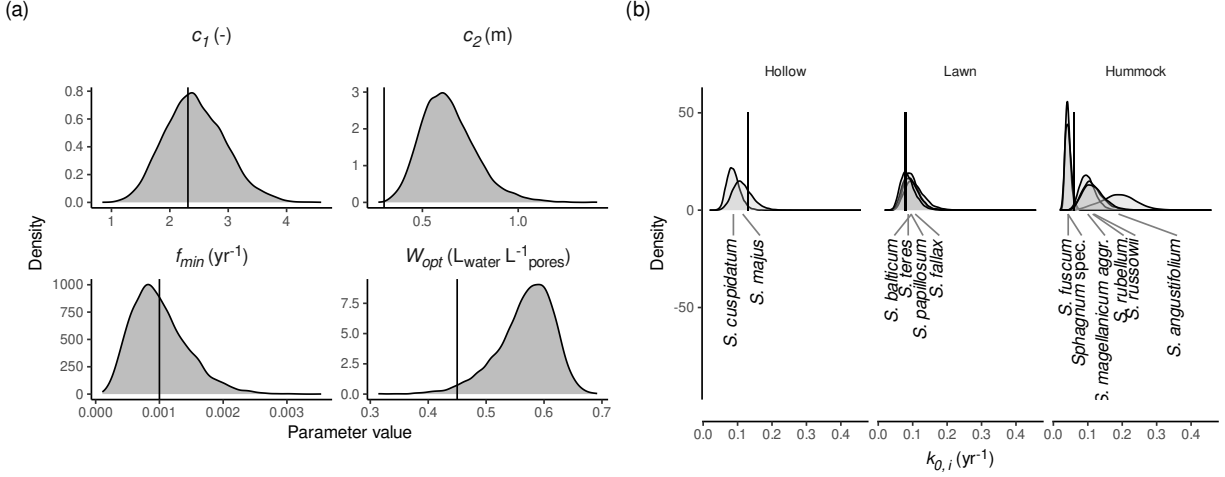 (a)
c1 (-)
c2 (m)
0.8
0.6
0.4
0.2
0.0
1
2
3
4
3
2
1
0
0.5
1.0
Density
fmin (yr-1)
Wopt (Lwater L-1pores)
1000
750
500
250
0
0.000
0.001
0.002
0.003
7.5
5.0
2.5
0.0
0.3
0.4
0.5
0.6
0.7
Parameter value
(b)
Hollow
Lawn
Hummock
50
0
-50
Density
S. cuspidatum
S. majus
S. balticum
S. teres
S. papillosum
S. fallax
S. fuscum
Sphagnum spec.
S. magellanicum aggr.
S. rubellum
S. russowii
S. angustifolium
0.0
0.1
0.2
0.3
0.4
0.0
0.1
0.2
0.3
0.4
0.0
0.1
0.2
0.3
0.4
k0, i (yr-1)